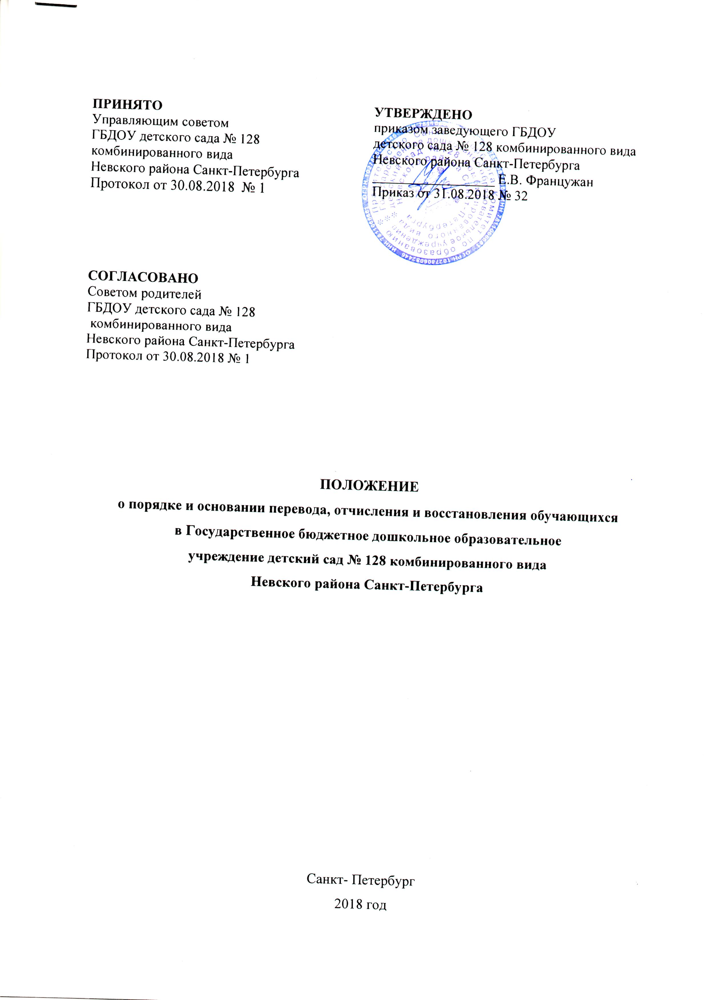 ПРИНЯТО
Управляющим советом
ГБДОУ детского сада № 128
комбинированного вида
Невского района Санкт-Петербурга
Протокол от 30.08.2018 № 1
УТВЕРЖДЕНО
приказом заведующего ГБДОУ
детского сада № 128 комбинированного вида
Невского района Санкт-Петербурга
Е.В. Французан
Приказ от 31.08.2018 № 32
СОГЛАСОВАНО
Советом родителей
ГБДОУ детского сада № 128
комбинированного вида
Невского района Санкт-Петербурга
Протокол от 30.08.2018 № 1
ПОЛОЖЕНИЕ
о порядке и основании перевода, отчисления и восстановления обучающихся
в Государственное бюджетное дошкольное образовательное
учреждение детский сад № 128 комбинированного вида
Невского района Санкт-Петербурга
Санкт- Петербург
2018 год